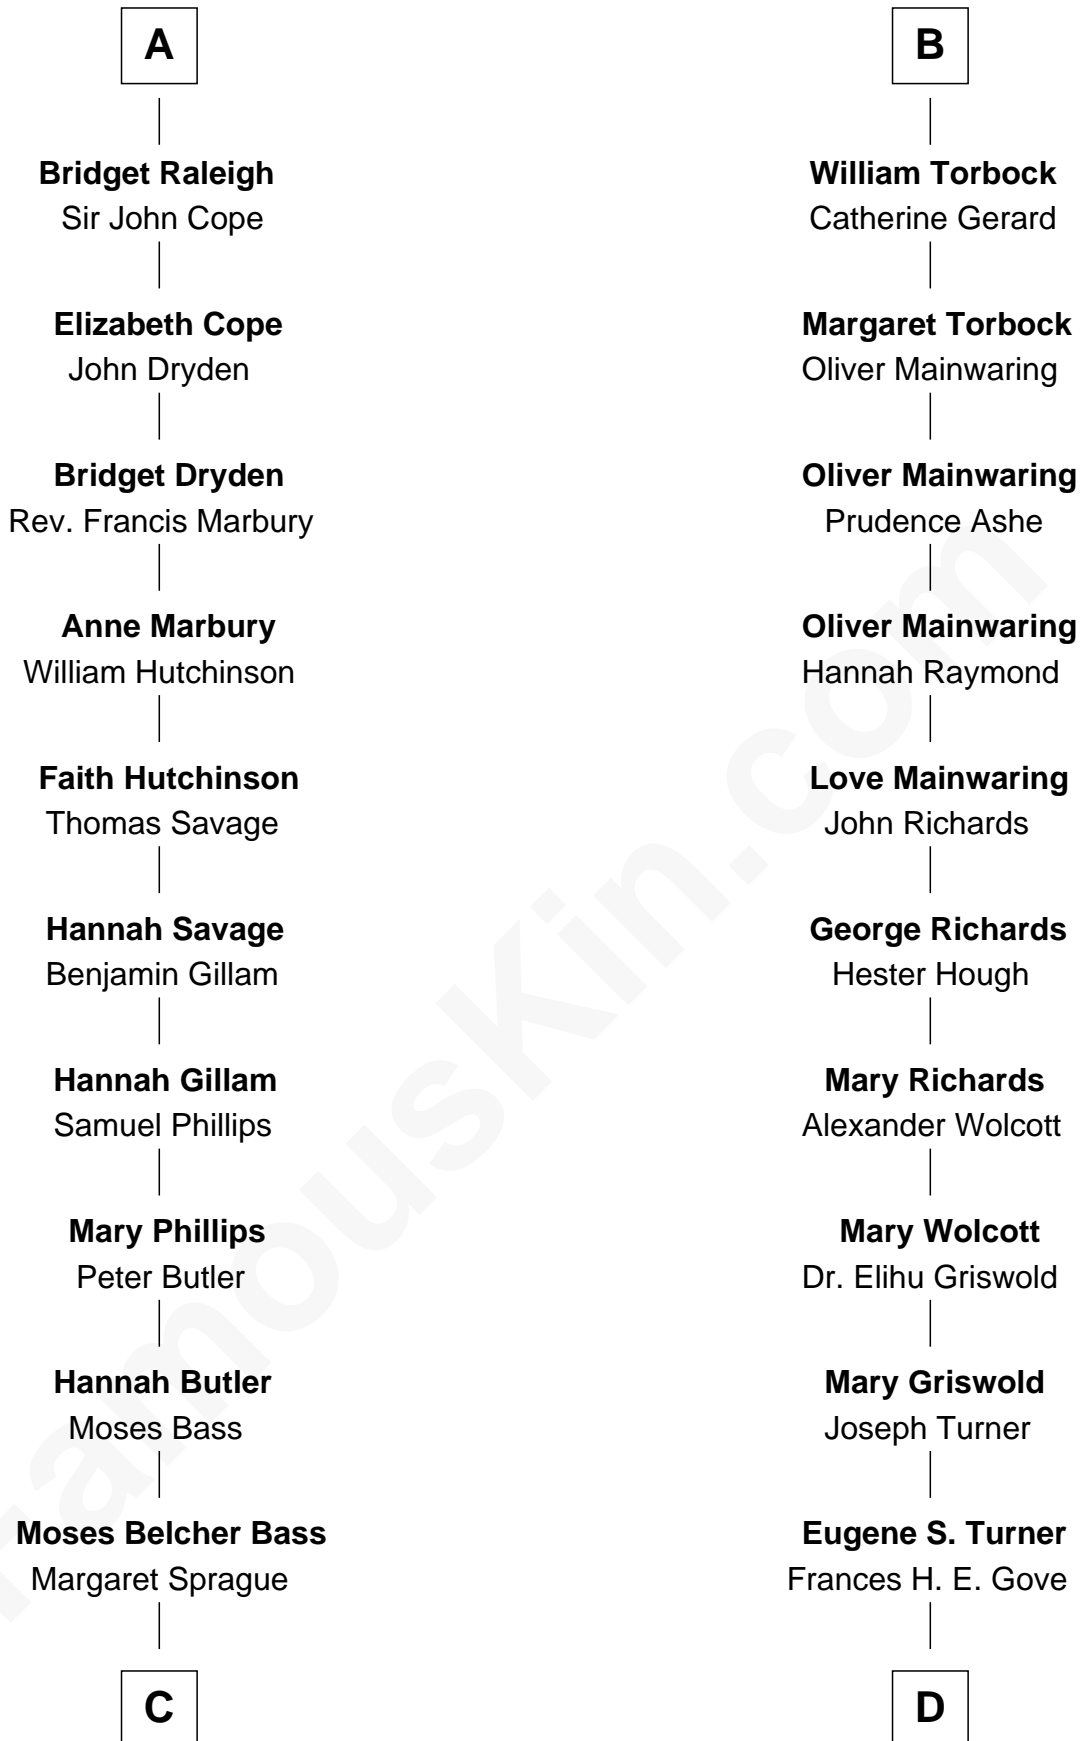 A
Bridget Raleigh
Sir John Cope
Elizabeth Cope
John Dryden
Bridget Dryden
Rev. Francis Marbury
Anne Marbury
William Hutchinson
Faith Hutchinson
Thomas Savage
Hannah Savage
Benjamin Gillam
Hannah Gillam
Samuel Phillips
Mary Phillips
Peter Butler
Hannah Butler
Moses Bass
Moses Belcher Bass
Margaret Sprague
C
B
William Torbock
Catherine Gerard
Margaret Torbock
Oliver Mainwaring
Oliver Mainwaring
Prudence Ashe
Oliver Mainwaring
Hannah Raymond
Love Mainwaring
John Richards
George Richards
Hester Hough
Mary Richards
Alexander Wolcott
Mary Wolcott
Dr. Elihu Griswold
Mary Griswold
Joseph Turner
Eugene S. Turner
Frances H. E. Gove
D
FamousKin.com